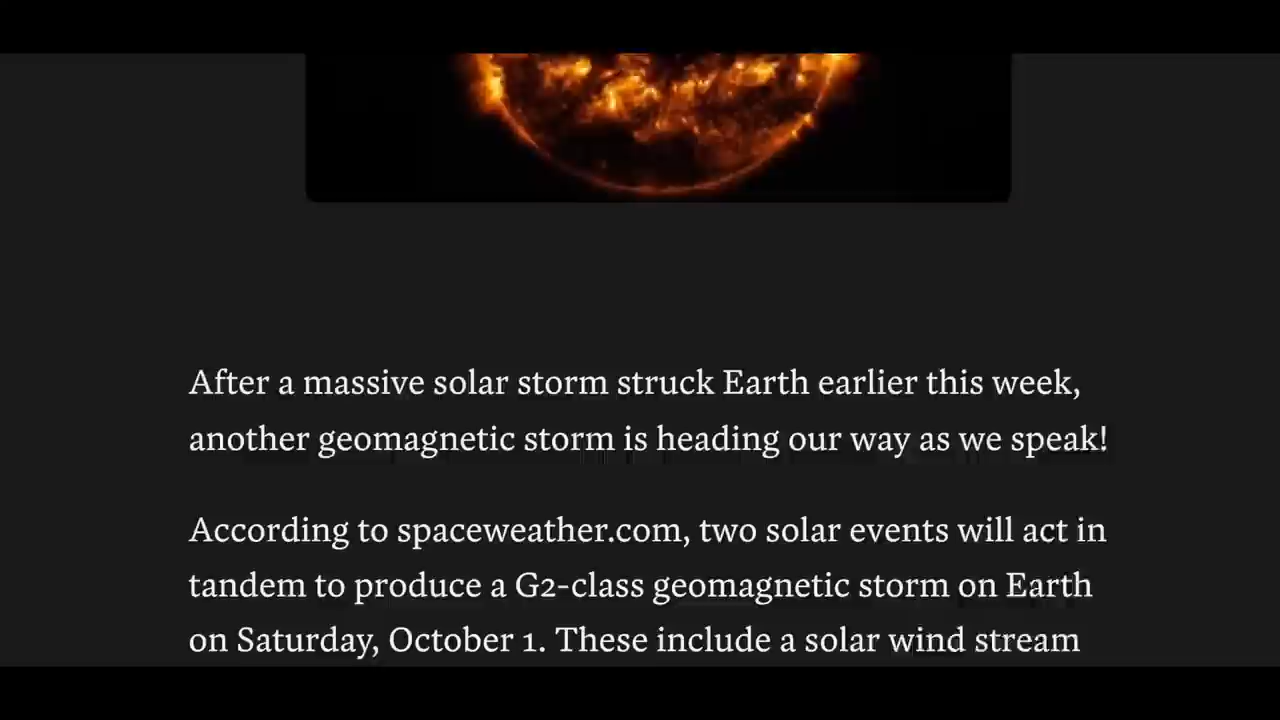 After a massive solar storm struck Earth earlier this week,
another geomagnetic storm is heading our way as we speak!
According to spaceweather.com, two solar events will act in
tandem to produce a G2-class geomagnetic storm on Earth
on Saturday, October 1. These include a solar wind stream